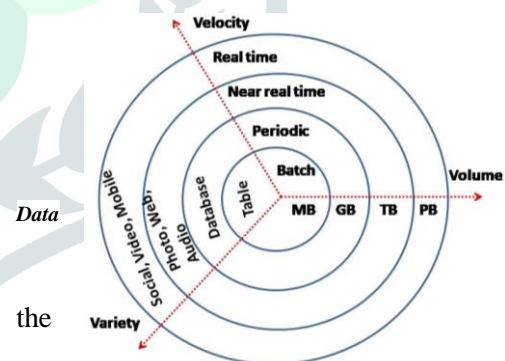 Velocity
Real time
Near real time
Periodic
Batch
Volume
MB GB TB PB
Table
Database
Photo, Web,
Audio
Social, Video, Mobile
Variety
Data
the